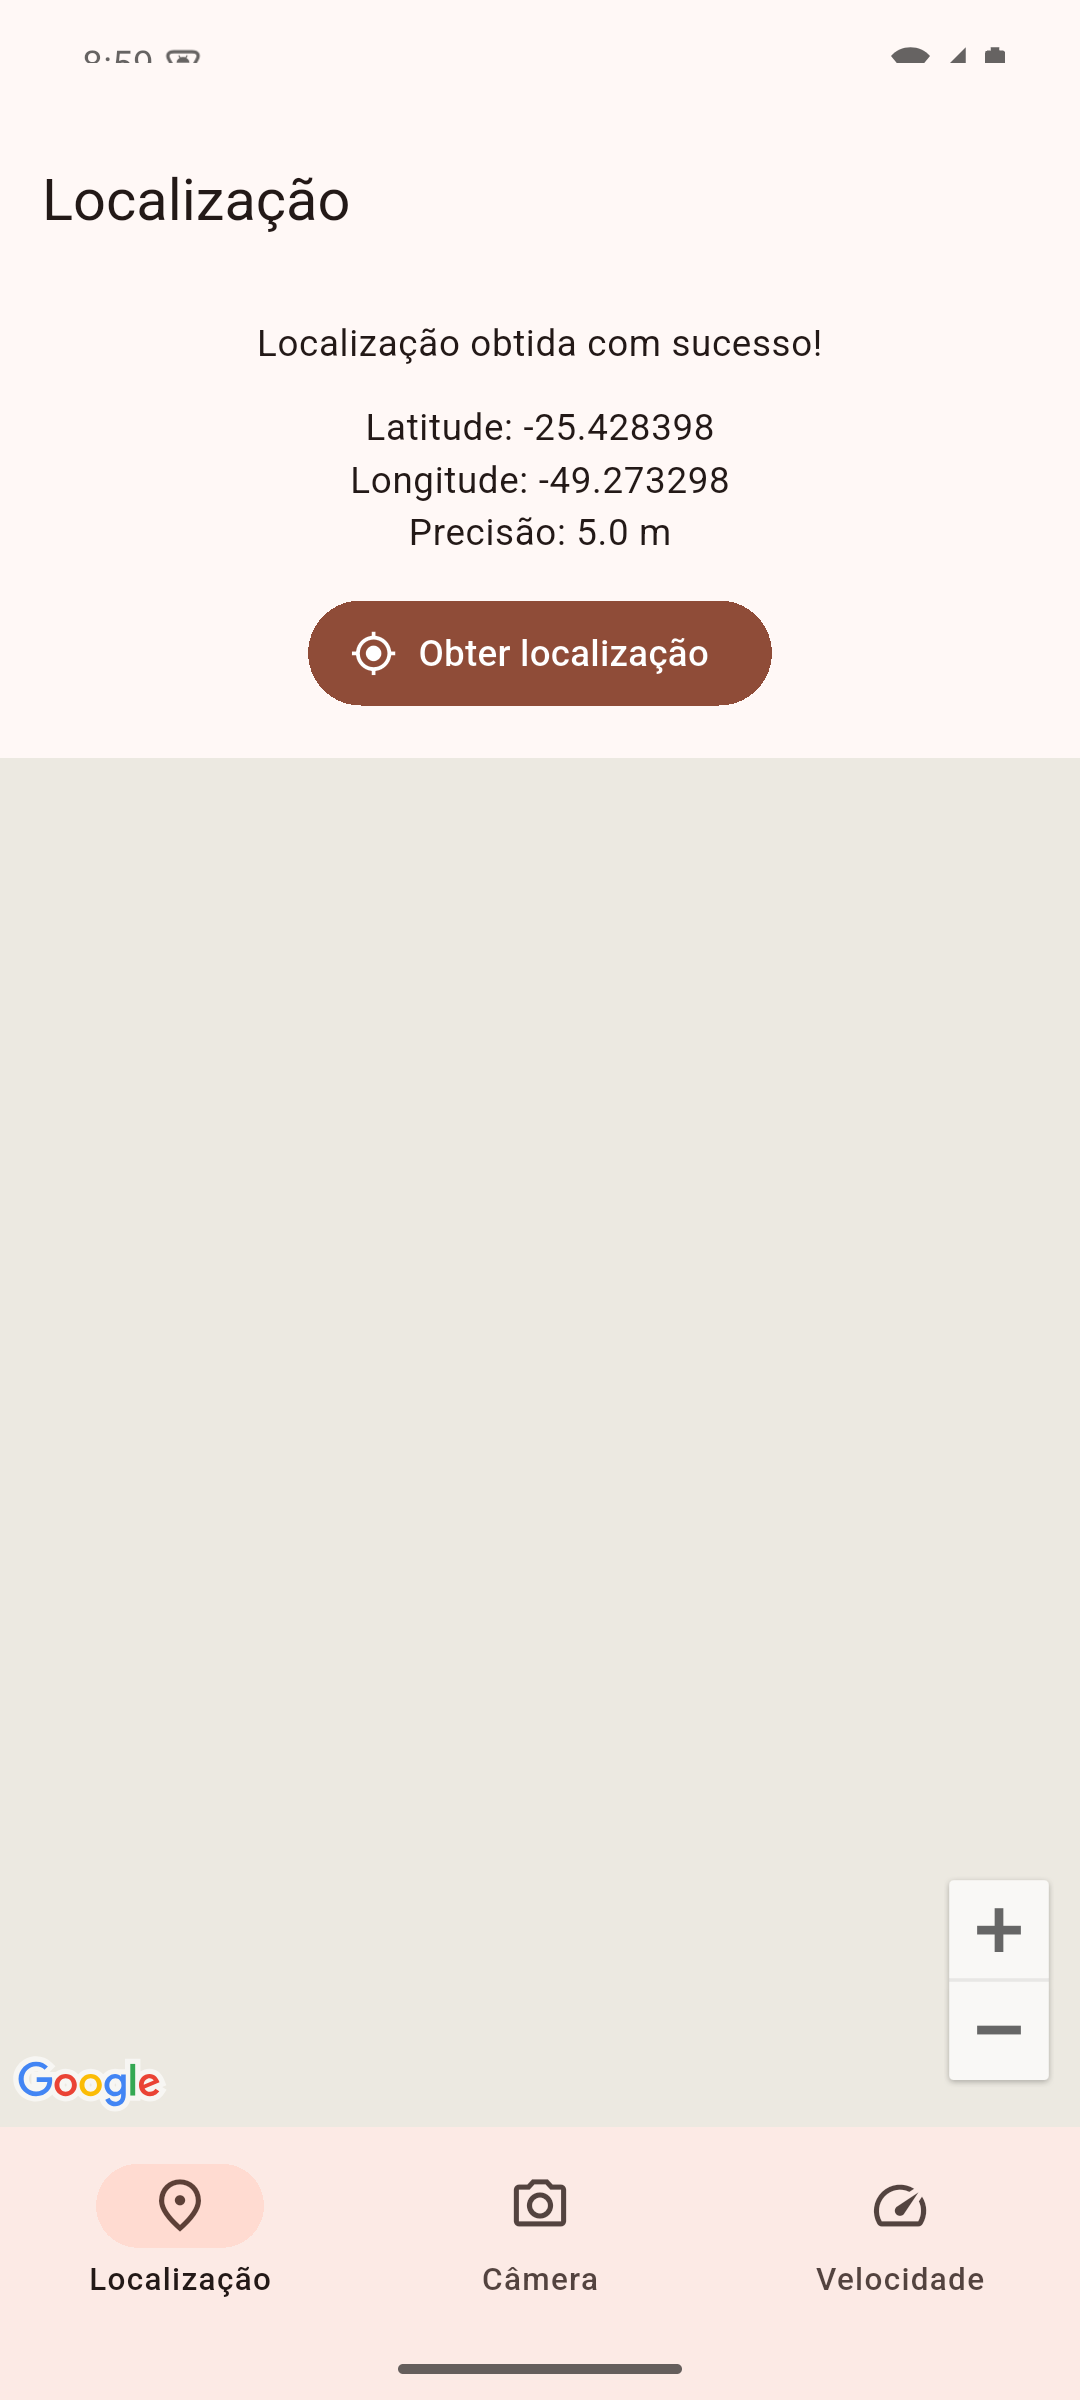 Localização
Localização obtida com sucesso!
Latitude: -25.428398
Longitude: -49.273298
Precisão: 5.0 m
Obter localização
Google
Localização
Câmera
Velocidade